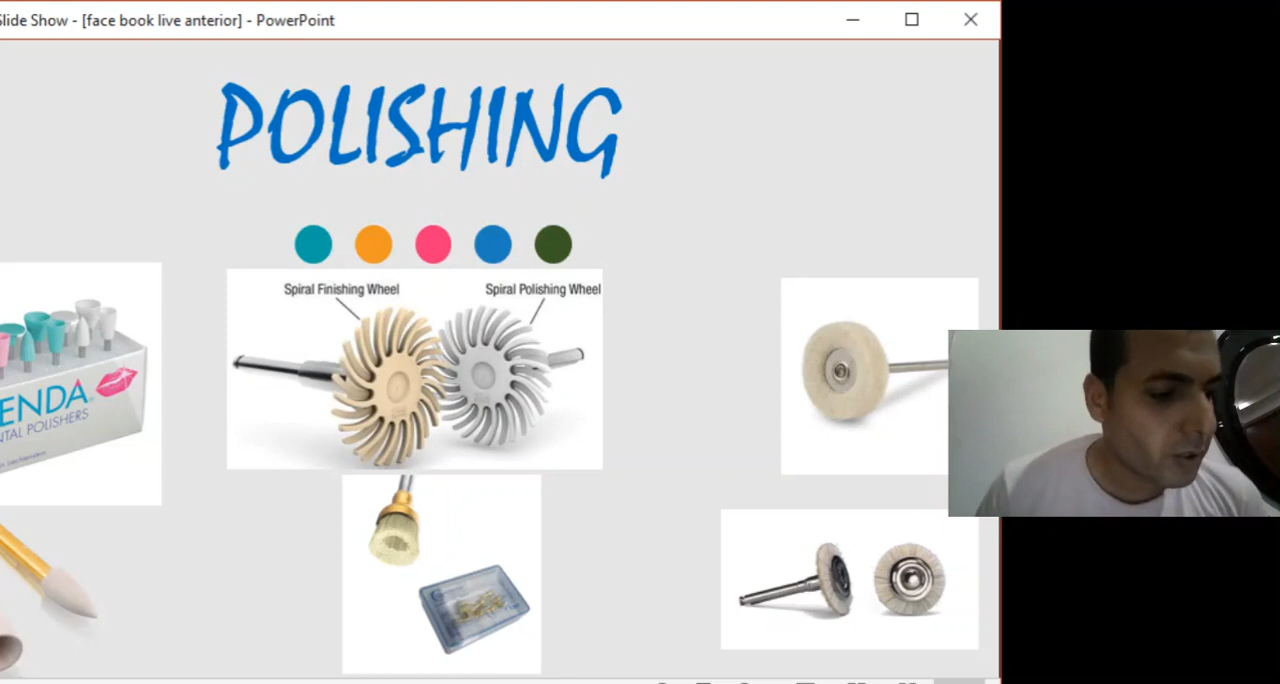 Slide Show - [face book live anterior] - PowerPoint
POLISHING
Spiral Finishing Wheel
Spiral Polishing Wheel
ENDA
NTAL POLISHERS